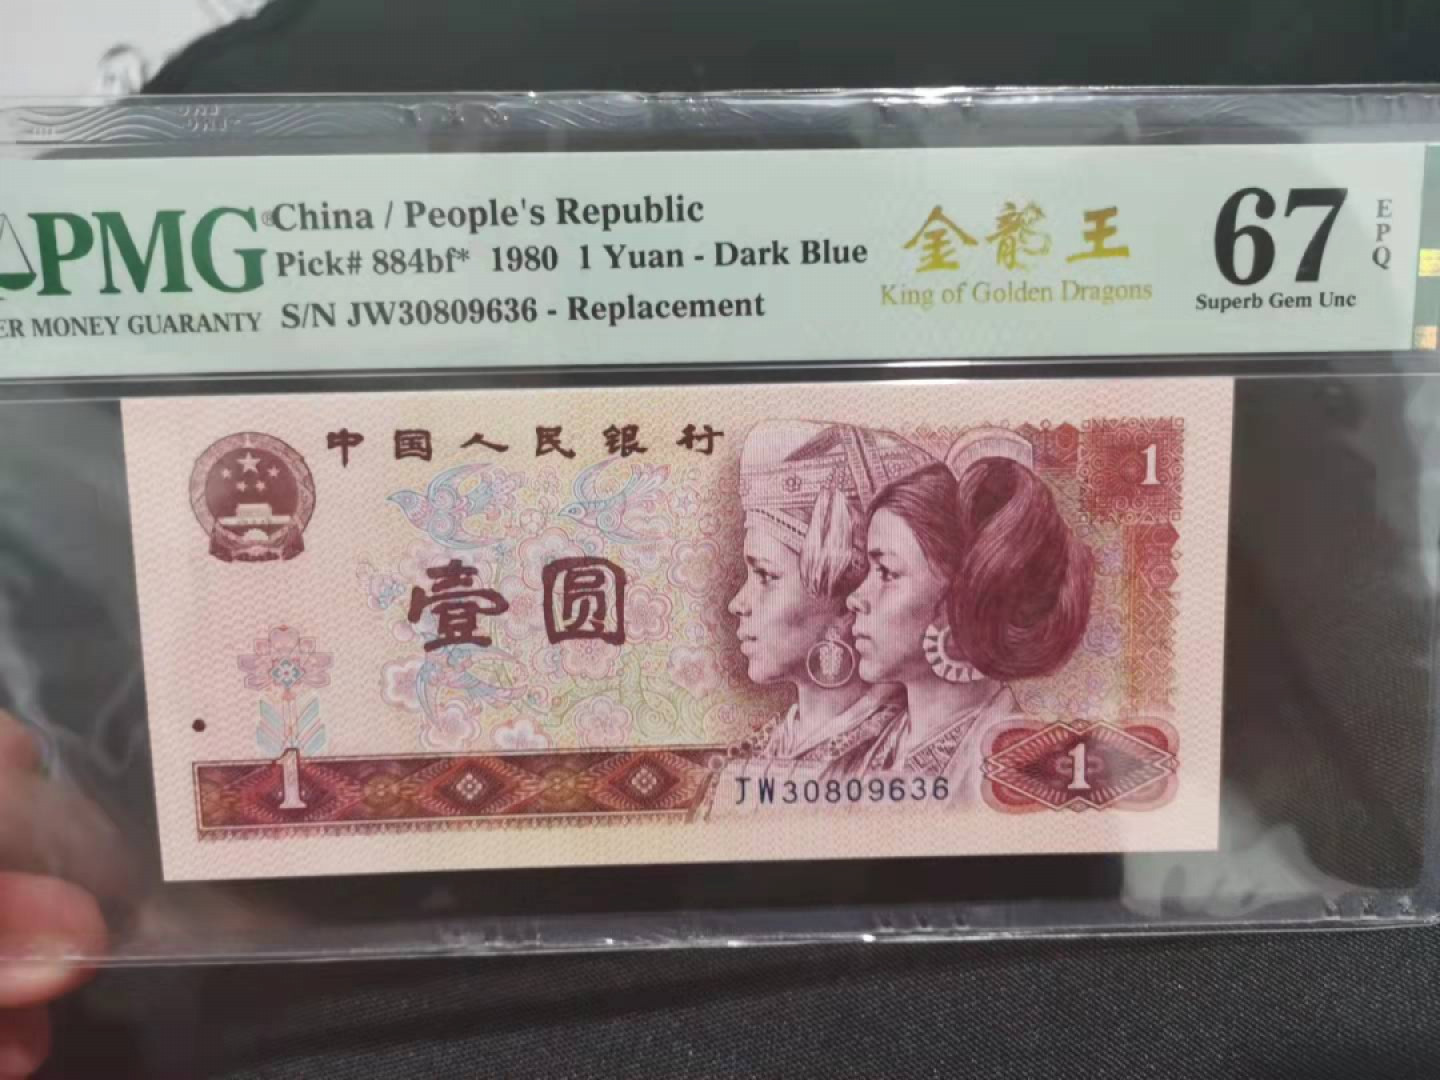 PMG®
ER MONEY GUARANTY
China / People's Republic
Pick# 884bf* 1980 1 Yuan - Dark Blue
S/N JW30809636 - Replacement
金龍王
King of Golden Dragons
67
EPQ
Superb Gem Unc
中国人民银行
1
壹圆
1
JW30809636
1